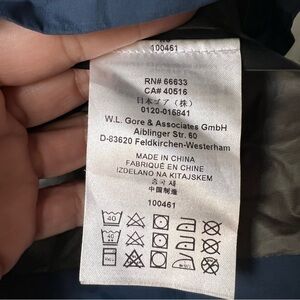 100461
RN# 66633
CA# 40516
日本ゴア（株）
0120-016841
W.L. Gore & Associates GmbH
Aiblinger Str. 60
D-83620 Feldkirchen-Westerham
MADE IN CHINA
FABRIQUÉ EN CHINE
IZDELANO NA KITAJSKEM
중국 제
中国制造
100461
40
40